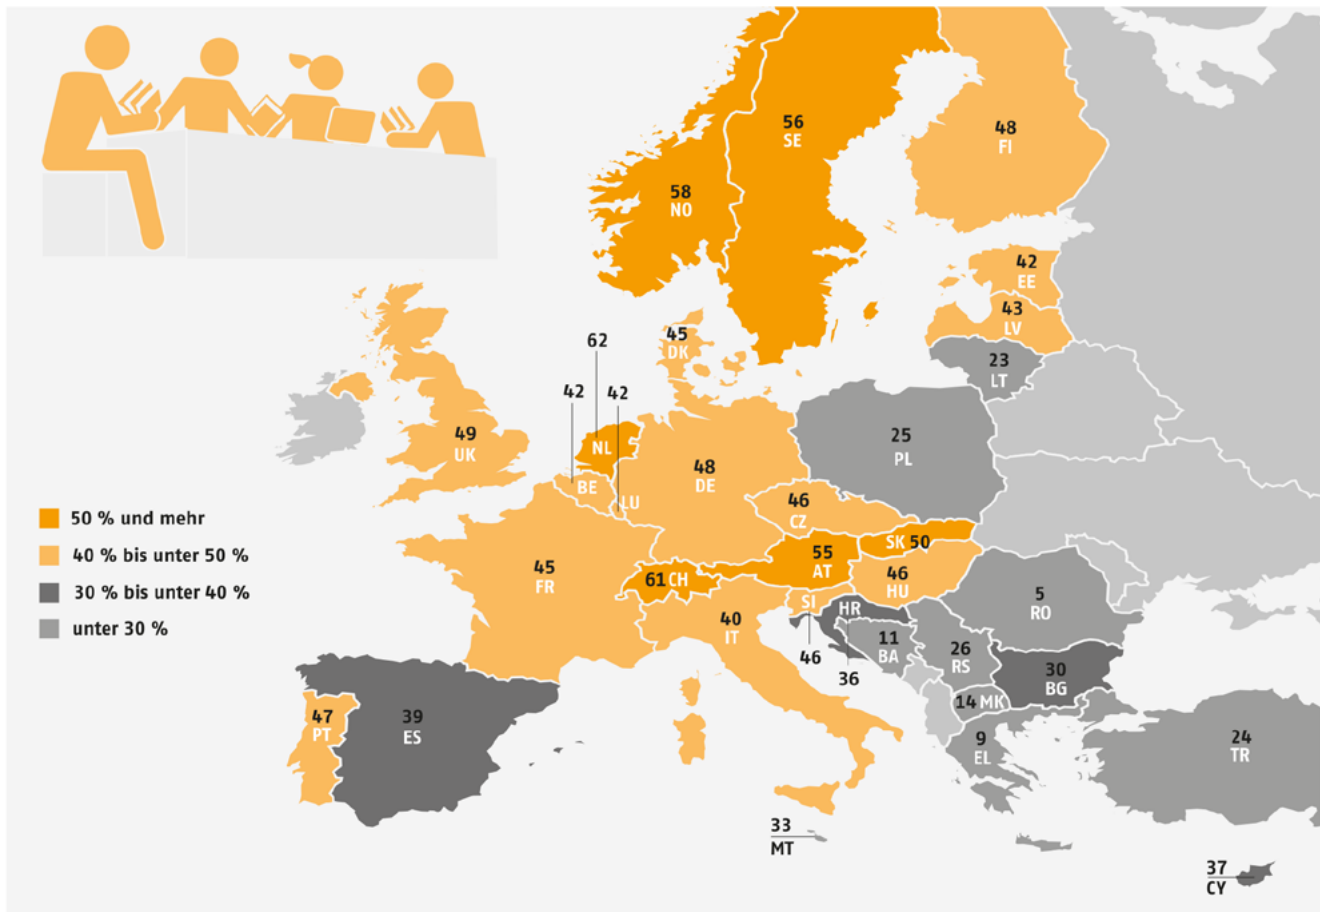 56
SE
48
FI
58
NO
42
EE
43
LV
45
DK
62
23
LT
42
42
49
UK
NL
25
PL
48
DE
BE
LU
46
CZ
50 % und mehr
40 % bis unter 50 %
30 % bis unter 40 %
unter 30 %
SK 50
55
AT
45
FR
61 CH
46
HU
5
RO
SI
HR
40
IT
11
BA
26
RS
46
36
30
BG
14 MK
47
PT
39
ES
9
EL
24
TR
33
MT
37
CY